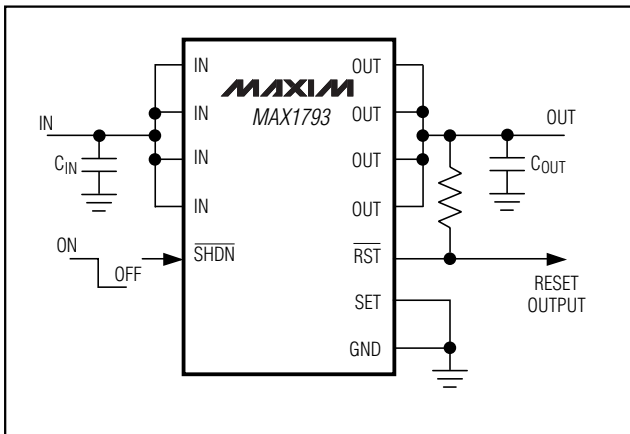 IN
OUT
MAXIM
IN
OUT
MAX1793
IN
OUT
IN
OUT
C_IN
C_OUT
IN
OUT
ON
OFF
SHDN
RST
RESET
OUTPUT
SET
GND